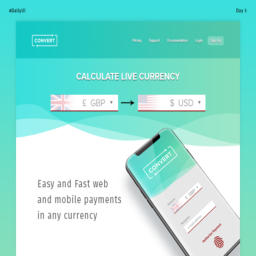 #DailyUI
Day 4
CONVERT
Pricing Support Documentation Login Sign Up
CALCULATE LIVE CURRENCY
£ GBP
$ USD
Easy and Fast web
and mobile payments
in any currency
CONVERT
$ USD